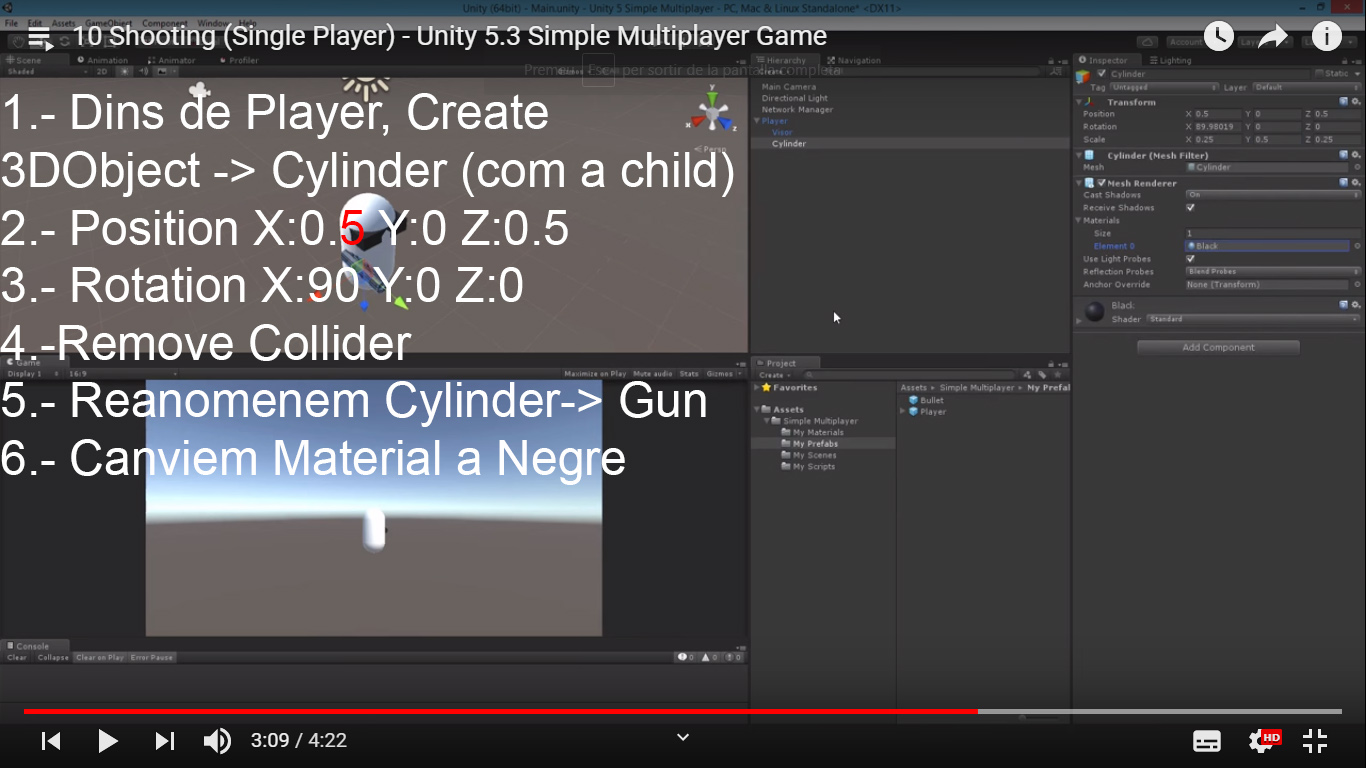 Unity (64bit) - Main.unity - Unity 5 Simple Multiplayer - PC, Mac & Linux Standalone* <DX11>
File Edit Assets GameObject Component Window Help
10 Shooting (Single Player) - Unity 5.3 Simple Multiplayer Game
Account
Scene Animation Animator Profiler
Shaded 2D Gizmos
Premeu Esc per sortir de la pantalla completa
Hierarchy Navigation
Create
Main Camera
Directional Light
Network Manager
Player
Visor
Cylinder
Inspector Lighting
Cylinder Static
Tag Untagged Layer Default
Transform
Position X 0.5 Y 0 Z 0.5
Rotation X 89.98019 Y 0 Z 0
Scale X 0.25 Y 0.5 Z 0.25
Cylinder (Mesh Filter)
Mesh Cylinder
Mesh Renderer
Cast Shadows On
Receive Shadows
Materials
Size 1
Element 0 Black
Use Light Probes
Reflection Probes Blend Probes
Anchor Override None (Transform)
Black
Shader Standard
Add Component
y
x z
Persp
1.- Dins de Player, Create
3DObject -> Cylinder (com a child)
2.- Position X:0.5 Y:0 Z:0.5
3.- Rotation X:90 Y:0 Z:0
4.-Remove Collider
5.- Reanomenem Cylinder-> Gun
6.- Canviem Material a Negre
Game
Display 1 16:9 Maximize on Play Mute audio Stats Gizmos
Project
Create
Favorites
Assets
Simple Multiplayer
My Materials
My Prefabs
My Scenes
My Scripts
Assets Simple Multiplayer My Prefal
Bullet
Player
Console
Clear Collapse Clear on Play Error Pause 0 0 0
3:09 / 4:22
HD